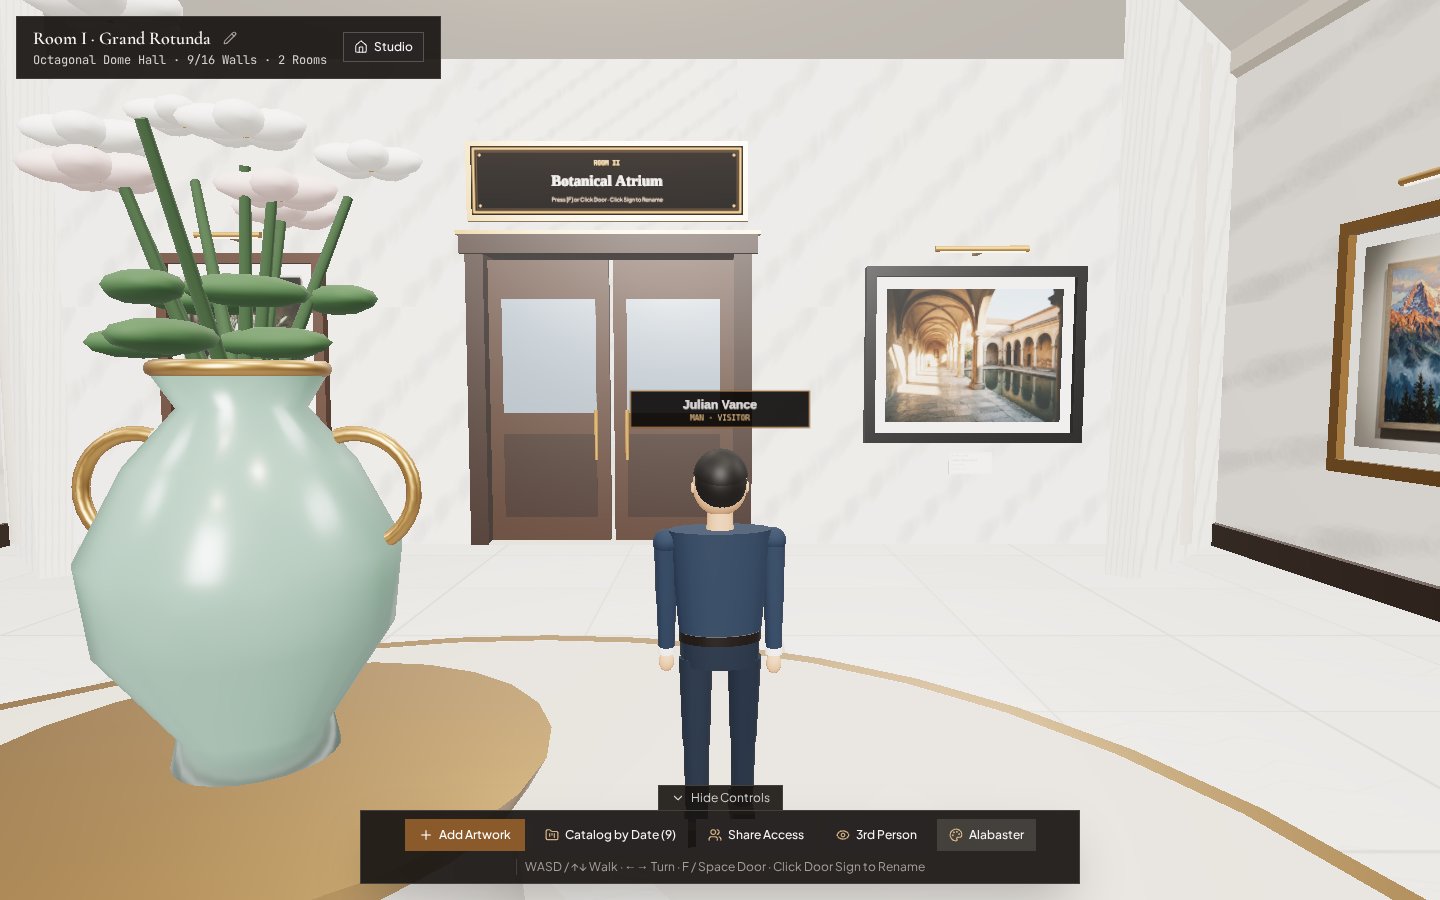 Room I · Grand Rotunda
Octagonal Dome Hall · 9/16 Walls · 2 Rooms
Studio
ROOM II
Botanical Atrium
Press [F] or Click Door · Click Sign to Rename
Julian Vance
MAN · VISITOR
Hide Controls
Add Artwork
Catalog by Date (9)
Share Access
3rd Person
Alabaster
WASD / ↑↓ Walk · ←→ Turn · F / Space Door · Click Door Sign to Rename